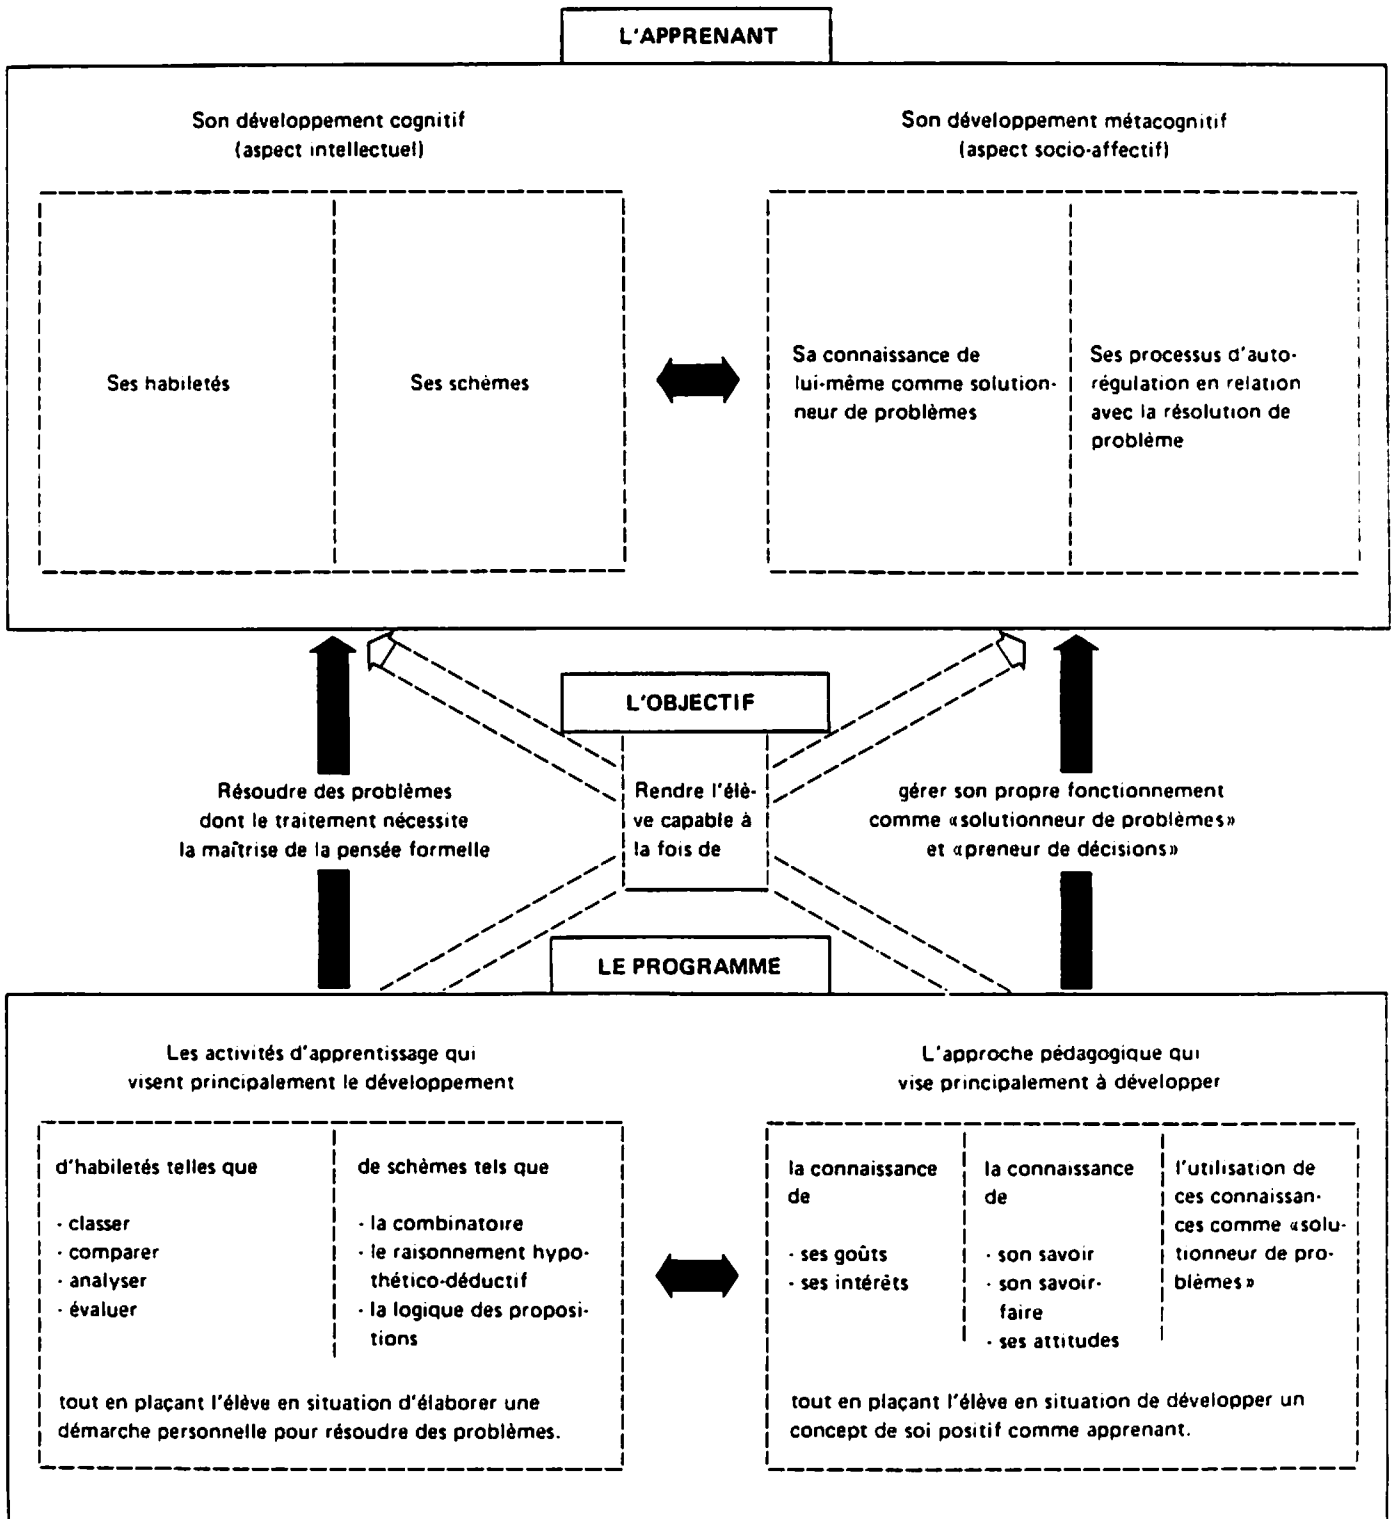 L'APPRENANT
Son développement cognitif
(aspect intellectuel)
Son développement métacognitif
(aspect socio-affectif)
Ses habiletés
Ses schèmes
Sa connaissance de
lui-même comme solution-
neur de problèmes
Ses processus d'auto-
régulation en relation
avec la résolution de
problème
L'OBJECTIF
Résoudre des problèmes
dont le traitement nécessite
la maîtrise de la pensée formelle
Rendre l'élè-
ve capable à
la fois de
gérer son propre fonctionnement
comme «solutionneur de problèmes»
et «preneur de décisions»
LE PROGRAMME
Les activités d'apprentissage qui
visent principalement le développement
d'habiletés telles que
· classer
· comparer
· analyser
· évaluer
de schèmes tels que
· la combinatoire
· le raisonnement hypo-
thético-déductif
· la logique des proposi-
tions
tout en plaçant l'élève en situation d'élaborer une
démarche personnelle pour résoudre des problèmes.
L'approche pédagogique qui
vise principalement à développer
la connaissance
de
· ses goûts
· ses intérêts
la connaissance
de
· son savoir
· son savoir-
faire
· ses attitudes
l'utilisation de
ces connaissan-
ces comme «solu-
tionneur de pro-
blèmes»
tout en plaçant l'élève en situation de développer un
concept de soi positif comme apprenant.